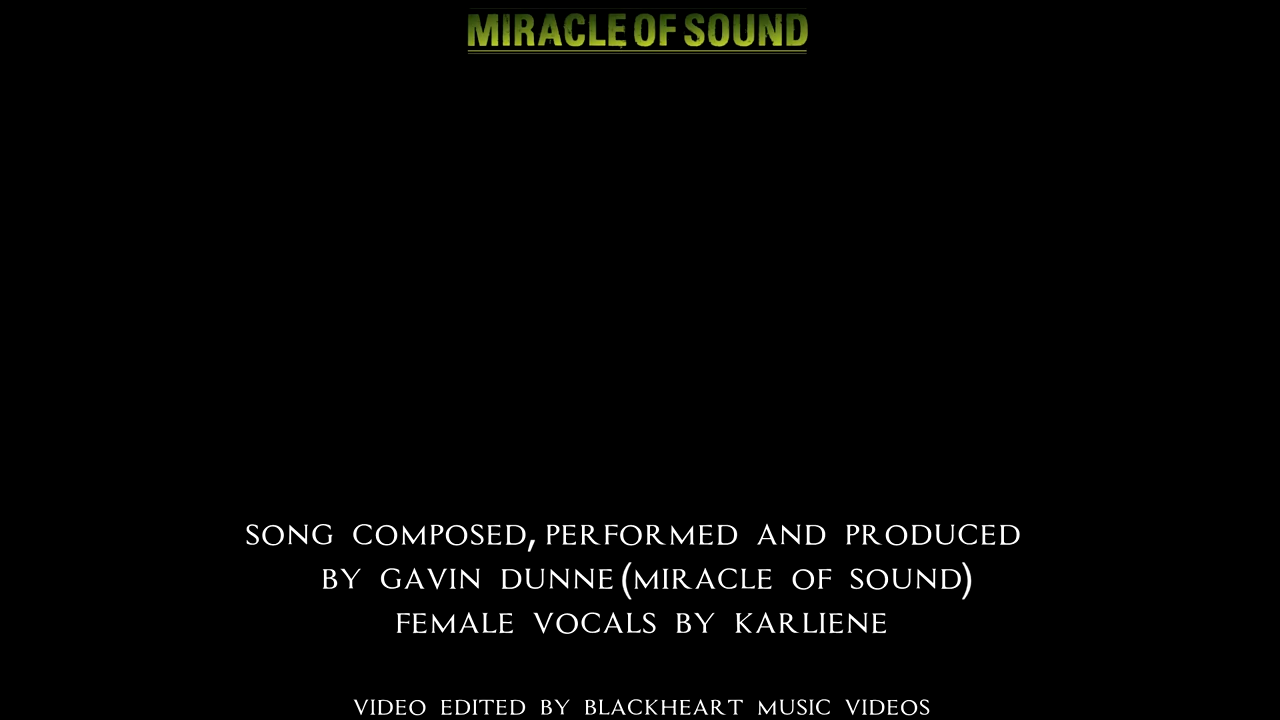 MIRACLE OF SOUND
SONG COMPOSED, PERFORMED AND PRODUCED
BY GAVIN DUNNE (MIRACLE OF SOUND)
FEMALE VOCALS BY KARLIENE
VIDEO EDITED BY BLACKHEART MUSIC VIDEOS